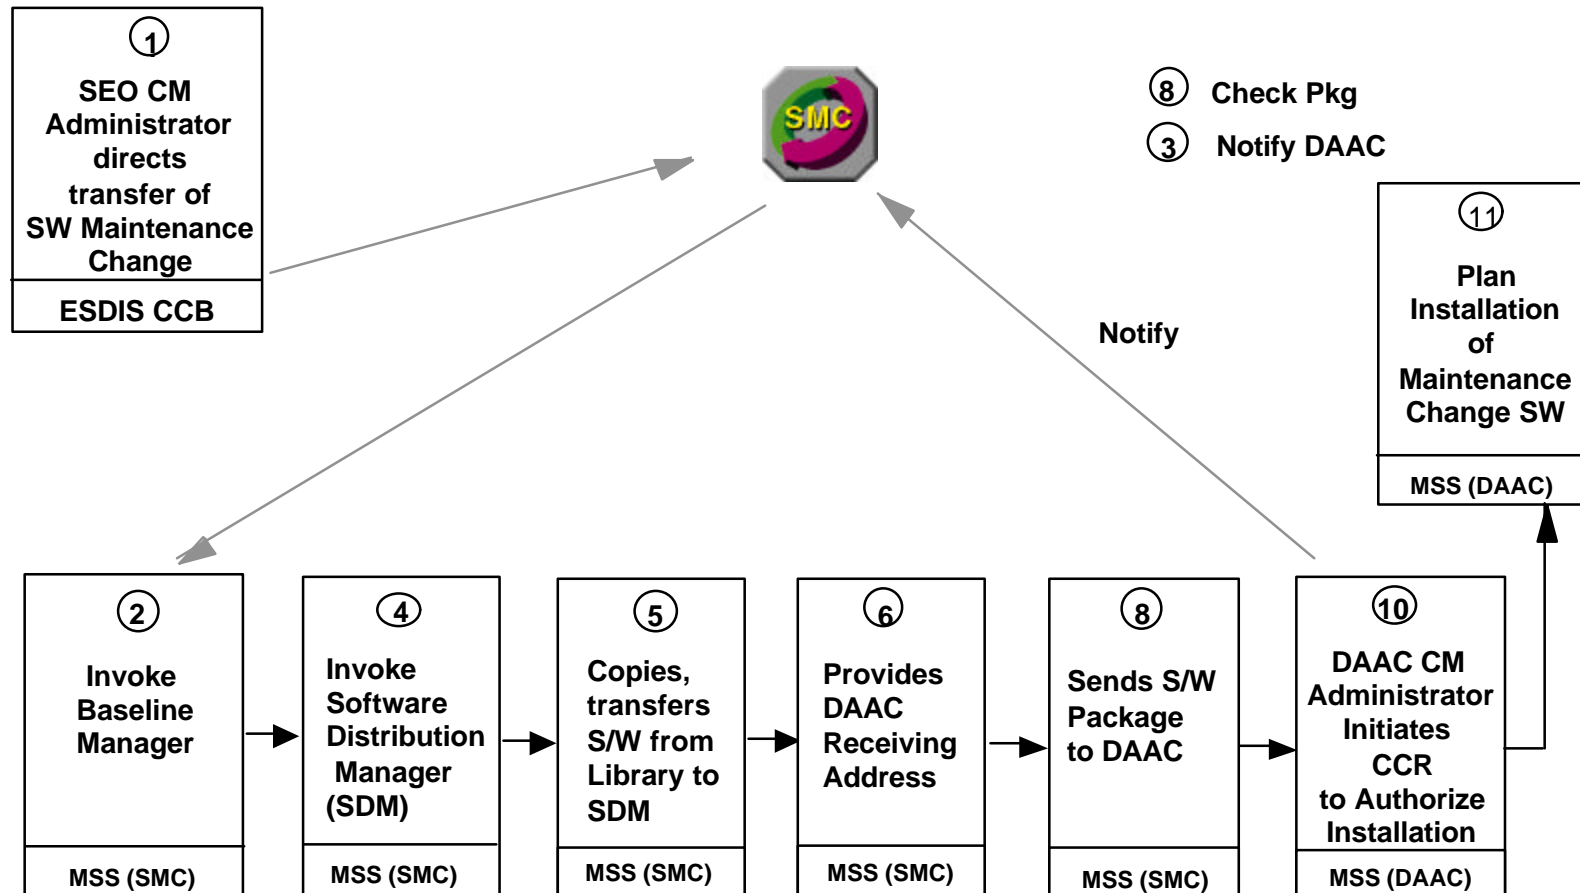 1
SEO CM
Administrator
directs
transfer of
SW Maintenance
Change
ESDIS CCB
SMC
8 Check Pkg
3 Notify DAAC
Notify
11
Plan
Installation
of
Maintenance
Change SW
MSS (DAAC)
2
Invoke
Baseline
Manager
MSS (SMC)
4
Invoke
Software
Distribution
Manager
(SDM)
MSS (SMC)
5
Copies,
transfers
S/W from
Library to
SDM
MSS (SMC)
6
Provides
DAAC
Receiving
Address
MSS (SMC)
8
Sends S/W
Package
to DAAC
MSS (SMC)
10
DAAC CM
Administrator
Initiates
CCR
to Authorize
Installation
MSS (DAAC)